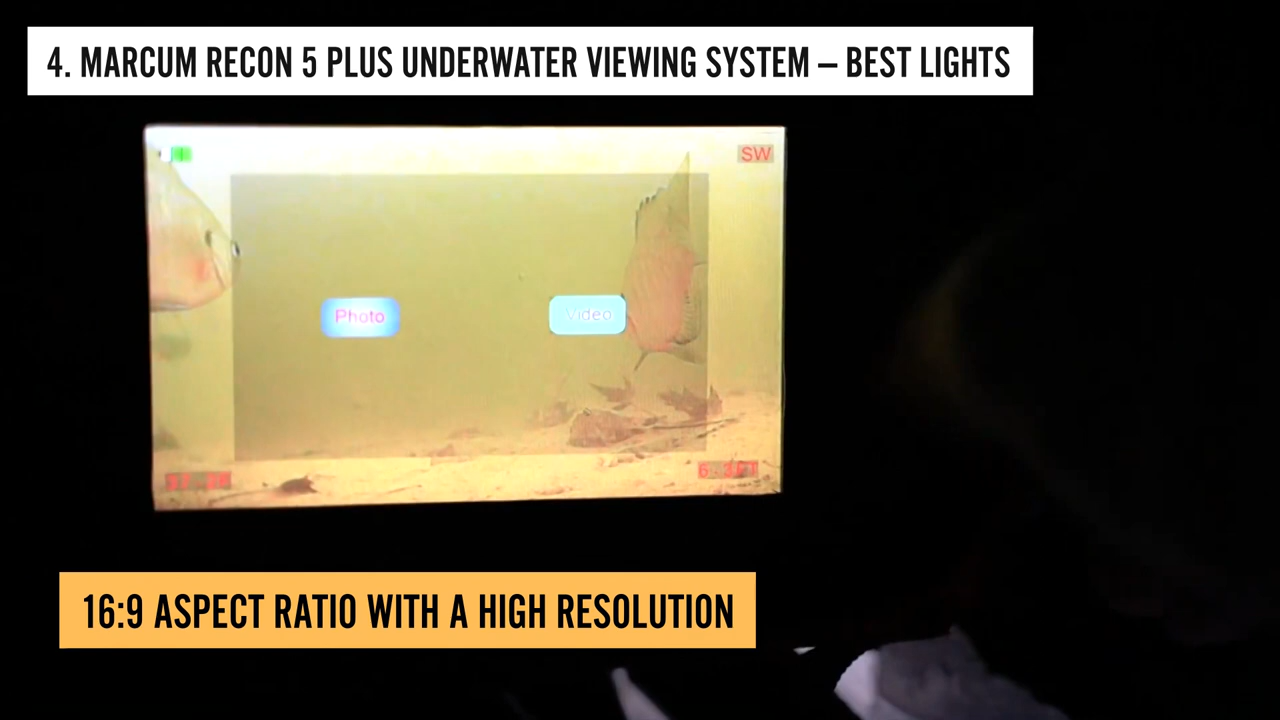 4. MARCUM RECON 5 PLUS UNDERWATER VIEWING SYSTEM – BEST LIGHTS
SW
Photo
Video
16:9 ASPECT RATIO WITH A HIGH RESOLUTION